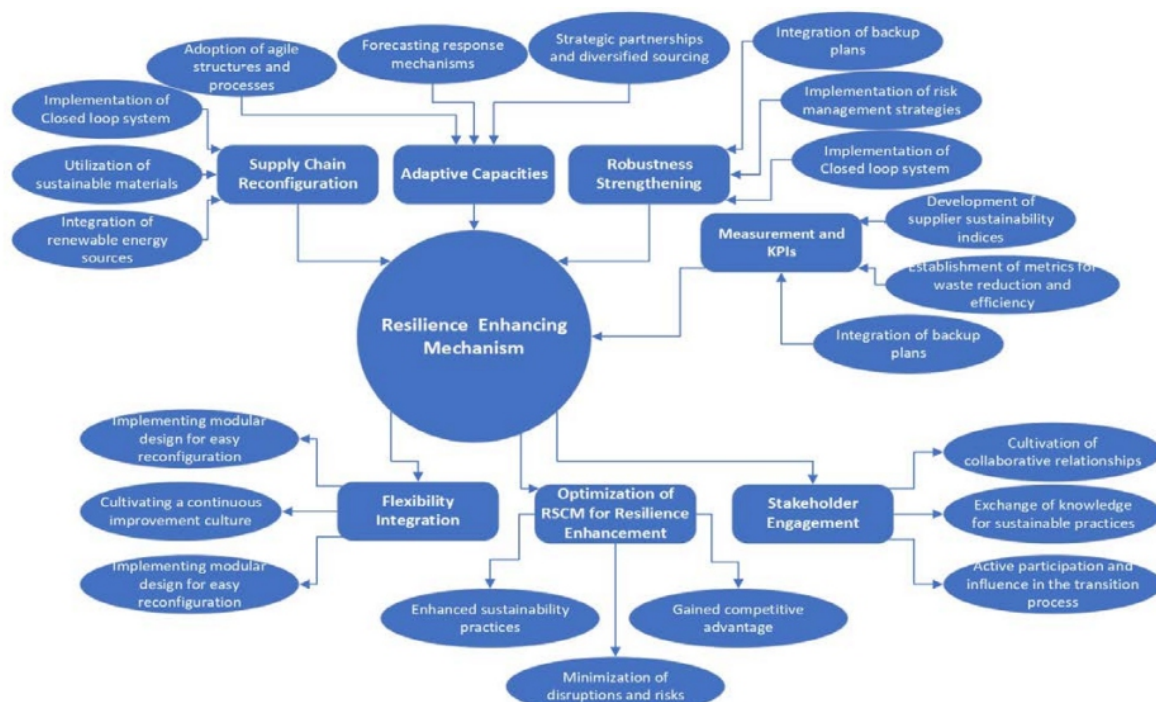 Adoption of agile
structures and
processes
Forecasting response
mechanisms
Strategic partnerships
and diversified sourcing
Integration of backup
plans
Implementation of
Closed loop system
Implementation of risk
management strategies
Utilization of
sustainable materials
Supply Chain
Reconfiguration
Adaptive Capacities
Robustness
Strengthening
Implementation of
Closed loop system
Integration of
renewable energy
sources
Measurement and
KPIs
Development of
supplier sustainability
indices
Establishment of metrics for
waste reduction and
efficiency
Integration of backup
plans
Resilience Enhancing
Mechanism
Implementing modular
design for easy
reconfiguration
Cultivating a continuous
improvement culture
Implementing modular
design for easy
reconfiguration
Flexibility
Integration
Optimization of
RSCM for Resilience
Enhancement
Stakeholder
Engagement
Cultivation of
collaborative relationships
Exchange of knowledge
for sustainable practices
Active participation and
influence in the transition
process
Enhanced sustainability
practices
Gained competitive
advantage
Minimization of
disruptions and risks